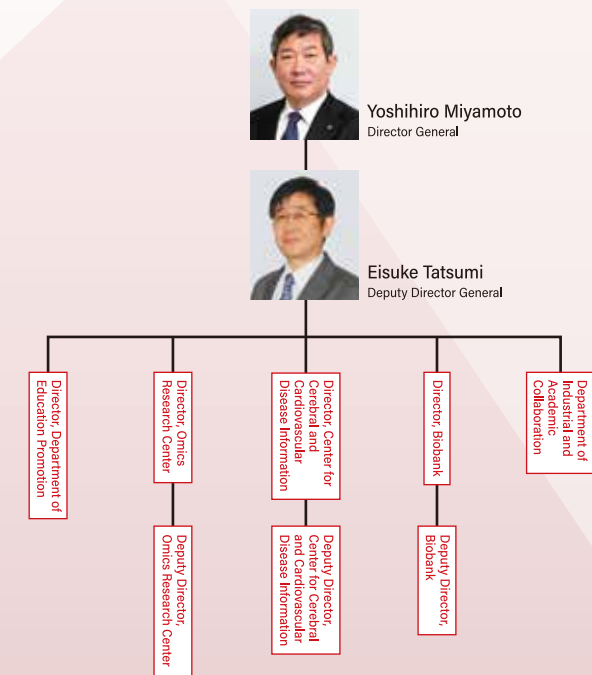 Yoshihiro Miyamoto
Director General
Eisuke Tatsumi
Deputy Director General
Director, Department of
Education Promotion
Director, Omics
Research Center
Director, Center for
Cerebral and
Cardiovascular
Disease Information
Director, Biobank
Department of
Industrial and
Academic
Collaboration
Deputy Director,
Omics Research Center
Deputy Director,
Center for Cerebral
and Cardiovascular
Disease Information
Deputy Director,
Biobank